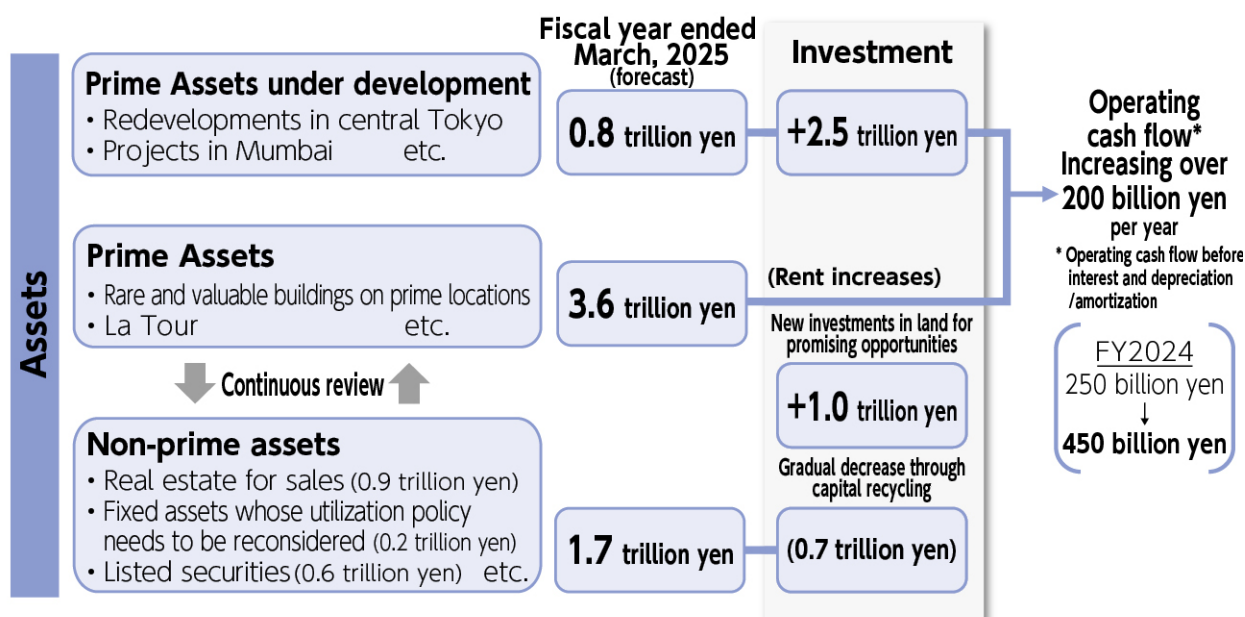 Assets
Fiscal year ended
March, 2025
(forecast)
Investment
Prime Assets under development
・Redevelopments in central Tokyo
・Projects in Mumbai etc.
0.8 trillion yen
+2.5 trillion yen
Prime Assets
・Rare and valuable buildings on prime locations
・La Tour etc.
3.6 trillion yen
(Rent increases)
New investments in land for
promising opportunities
+1.0 trillion yen
Continuous review
Non-prime assets
・Real estate for sales (0.9 trillion yen)
・Fixed assets whose utilization policy
needs to be reconsidered (0.2 trillion yen)
・Listed securities (0.6 trillion yen) etc.
1.7 trillion yen
Gradual decrease through
capital recycling
(0.7 trillion yen)
Operating
cash flow*
Increasing over
200 billion yen
per year
* Operating cash flow before
interest and depreciation
/amortization
FY2024
250 billion yen
↓
450 billion yen